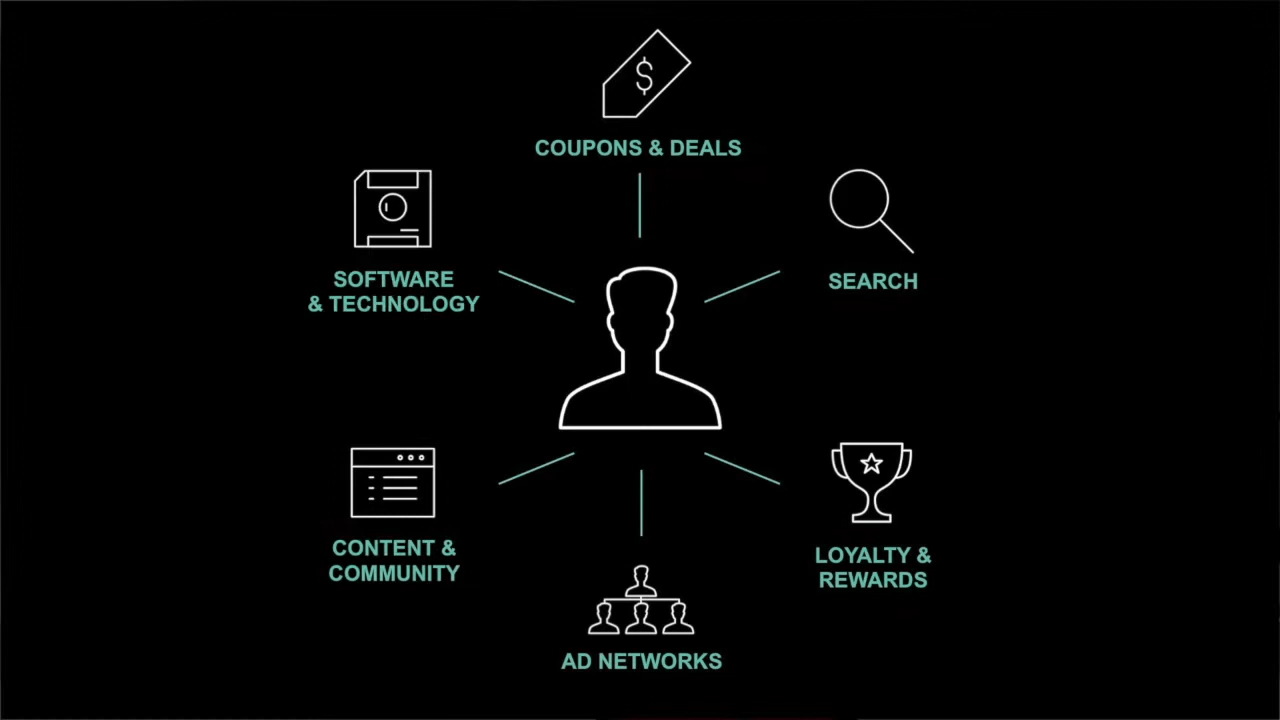 $
COUPONS & DEALS
SOFTWARE
& TECHNOLOGY
SEARCH
CONTENT &
COMMUNITY
LOYALTY &
REWARDS
AD NETWORKS